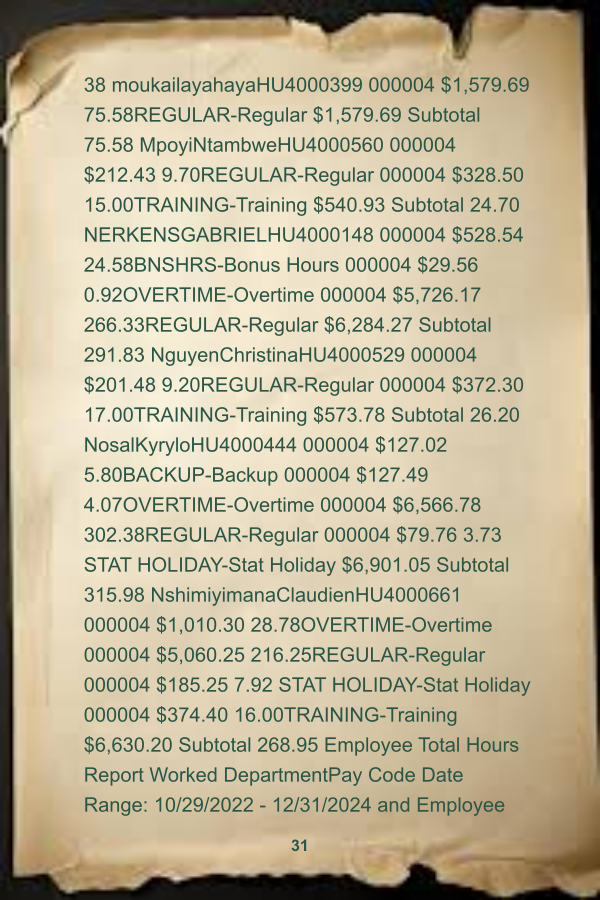 38 moukailayahayaHU4000399 000004 $1,579.69
75.58REGULAR-Regular $1,579.69 Subtotal
75.58 MpoyiNtambweHU4000560 000004
$212.43 9.70REGULAR-Regular 000004 $328.50
15.00TRAINING-Training $540.93 Subtotal 24.70
NERKENSGABRIELHU4000148 000004 $528.54
24.58BNSHRS-Bonus Hours 000004 $29.56
0.92OVERTIME-Overtime 000004 $5,726.17
266.33REGULAR-Regular $6,284.27 Subtotal
291.83 NguyenChristinaHU4000529 000004
$201.48 9.20REGULAR-Regular 000004 $372.30
17.00TRAINING-Training $573.78 Subtotal 26.20
NosalKyryloHU4000444 000004 $127.02
5.80BACKUP-Backup 000004 $127.49
4.07OVERTIME-Overtime 000004 $6,566.78
302.38REGULAR-Regular 000004 $79.76 3.73
STAT HOLIDAY-Stat Holiday $6,901.05 Subtotal
315.98 NshimiyimanaClaudienHU4000661
000004 $1,010.30 28.78OVERTIME-Overtime
000004 $5,060.25 216.25REGULAR-Regular
000004 $185.25 7.92 STAT HOLIDAY-Stat Holiday
000004 $374.40 16.00TRAINING-Training
$6,630.20 Subtotal 268.95 Employee Total Hours
Report Worked DepartmentPay Code Date
Range: 10/29/2022 - 12/31/2024 and Employee
31